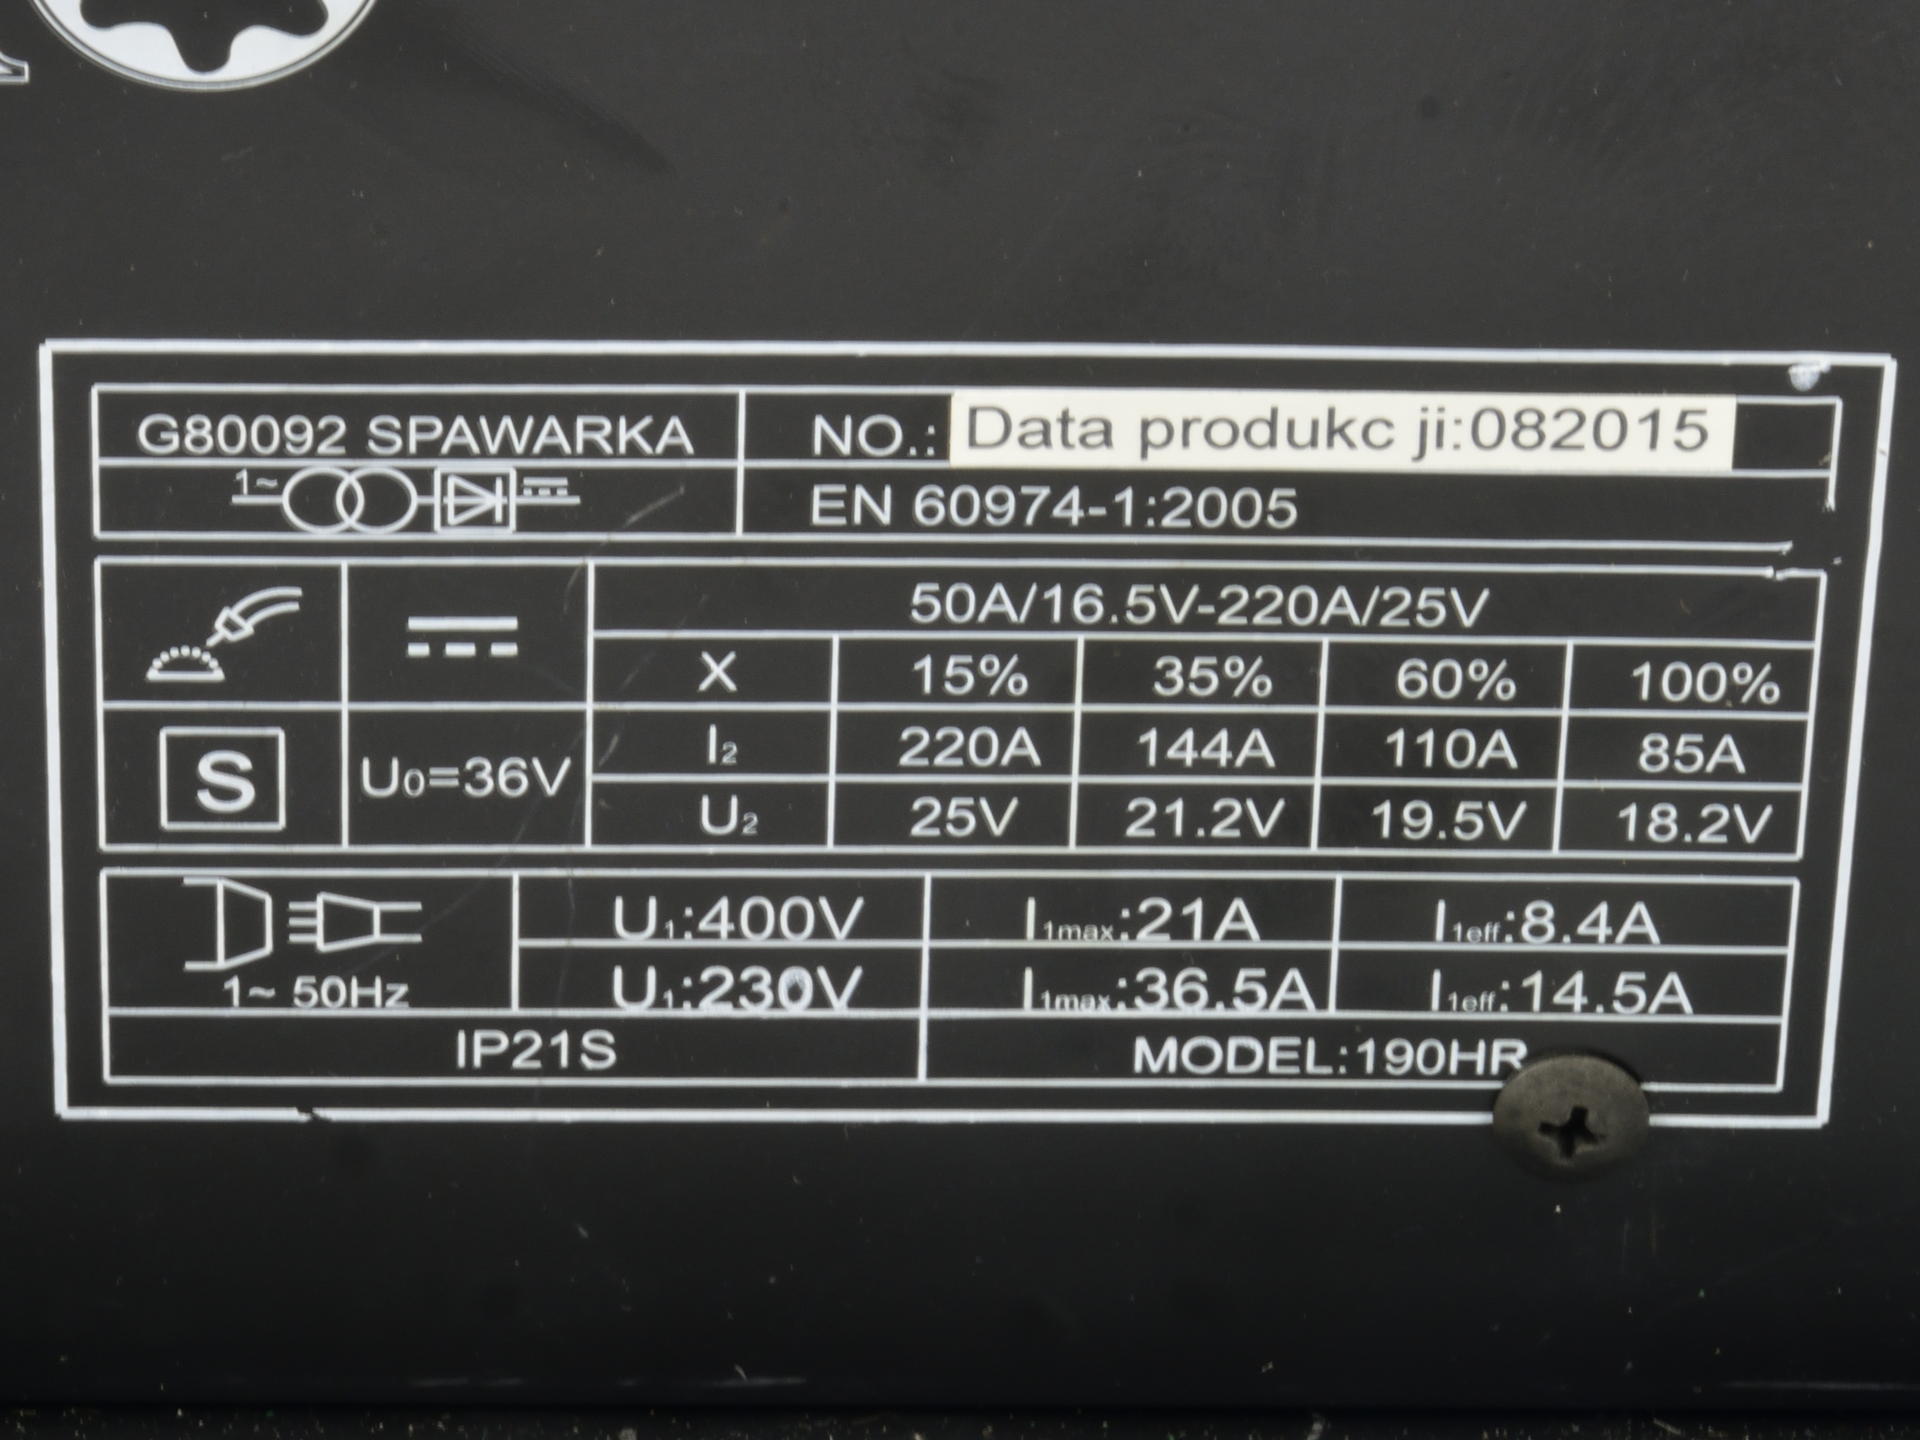 G80092 SPAWARKA NO.: Data produkc ji:082015
1~ EN 60974-1:2005
50A/16.5V-220A/25V
X 15% 35% 60% 100%
I2 220A 144A 110A 85A
S U0=36V
U2 25V 21.2V 19.5V 18.2V
U1:400V I1max:21A I1eff:8.4A
1~ 50Hz U1:230V I1max:36.5A I1eff:14.5A
IP21S MODEL:190HR